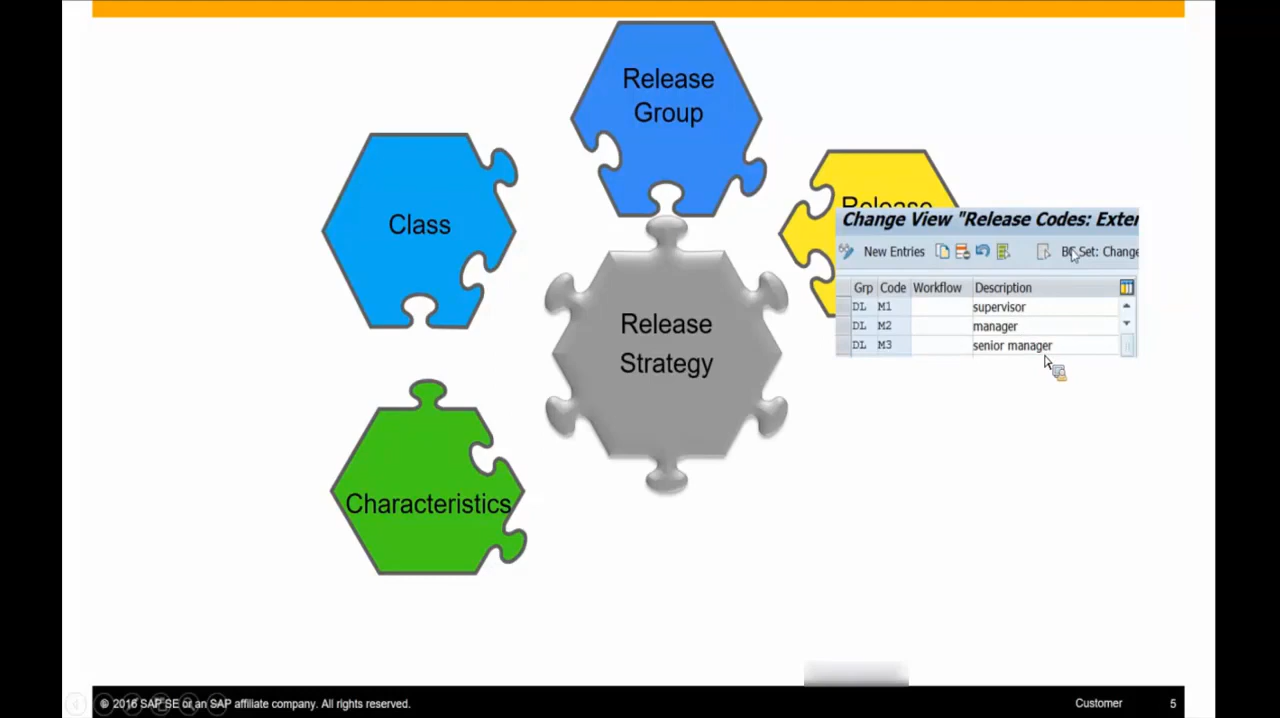 Release
Group
Class
Release
Change View "Release Codes: Exter
New Entries
Set: Change
Grp Code Workflow Description
DL M1 supervisor
DL M2 manager
DL M3 senior manager
Release
Strategy
Characteristics
© 2016 SAP SE or an SAP affiliate company. All rights reserved.
Customer
5